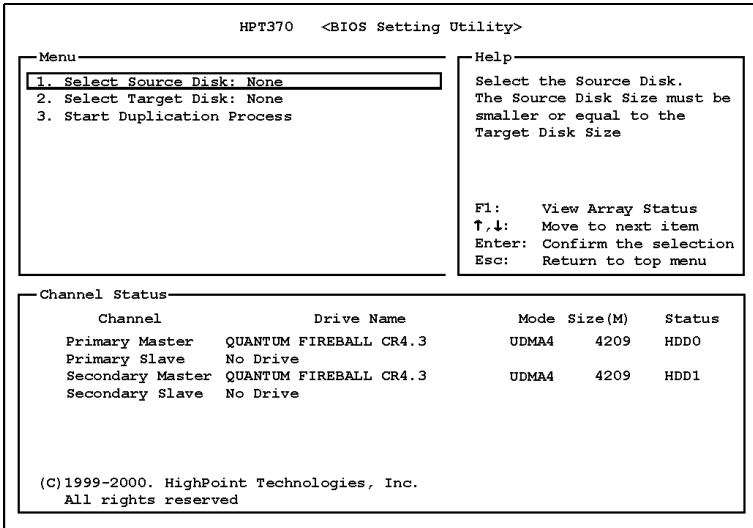 HPT370 <BIOS Setting Utility>
Menu
1. Select Source Disk: None
2. Select Target Disk: None
3. Start Duplication Process
Help
Select the Source Disk.
The Source Disk Size must be
smaller or equal to the
Target Disk Size
F1: View Array Status
↑,↓: Move to next item
Enter: Confirm the selection
Esc: Return to top menu
Channel Status
Channel Drive Name Mode Size(M) Status
Primary Master QUANTUM FIREBALL CR4.3 UDMA4 4209 HDD0
Primary Slave No Drive
Secondary Master QUANTUM FIREBALL CR4.3 UDMA4 4209 HDD1
Secondary Slave No Drive
(C)1999-2000. HighPoint Technologies, Inc.
All rights reserved